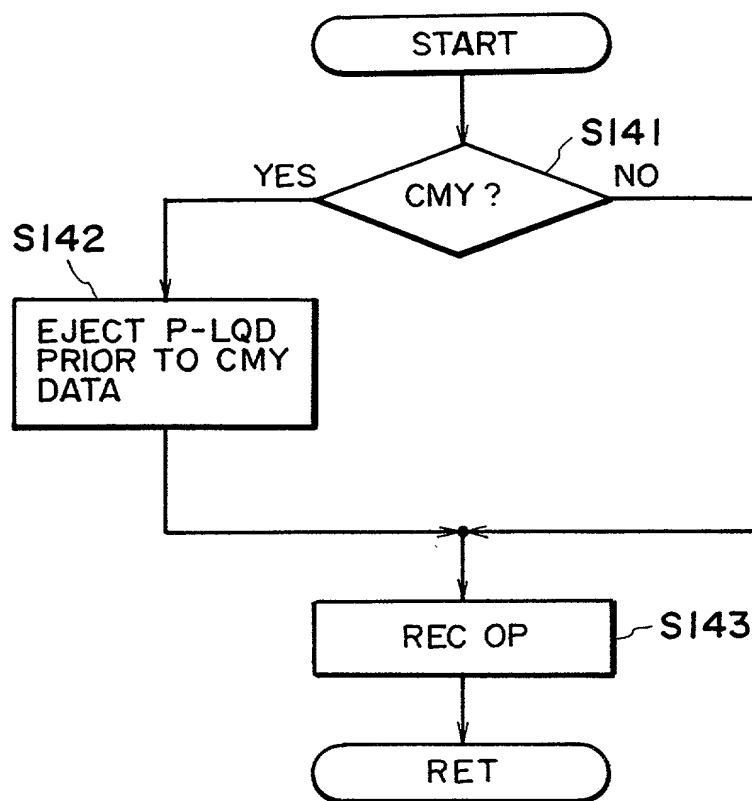 START
S141
YES
CMY ?
NO
S142
EJECT P-LQD
PRIOR TO CMY
DATA
REC OP
S143
RET